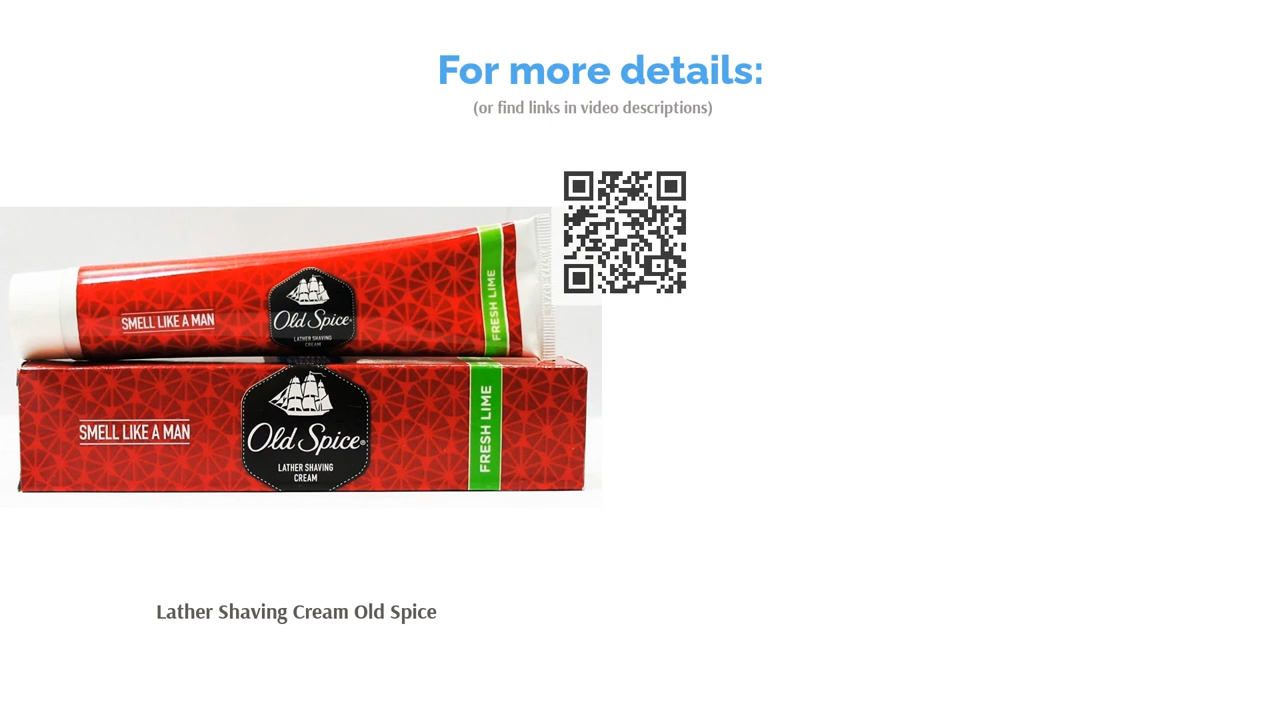 For more details:
(or find links in video descriptions)
FRESH LIME
SMELL LIKE A MAN
Old Spice
LATHER SHAVING
CREAM
SMELL LIKE A MAN
Old Spice®
LATHER SHAVING
CREAM
FRESH LIME
Lather Shaving Cream Old Spice